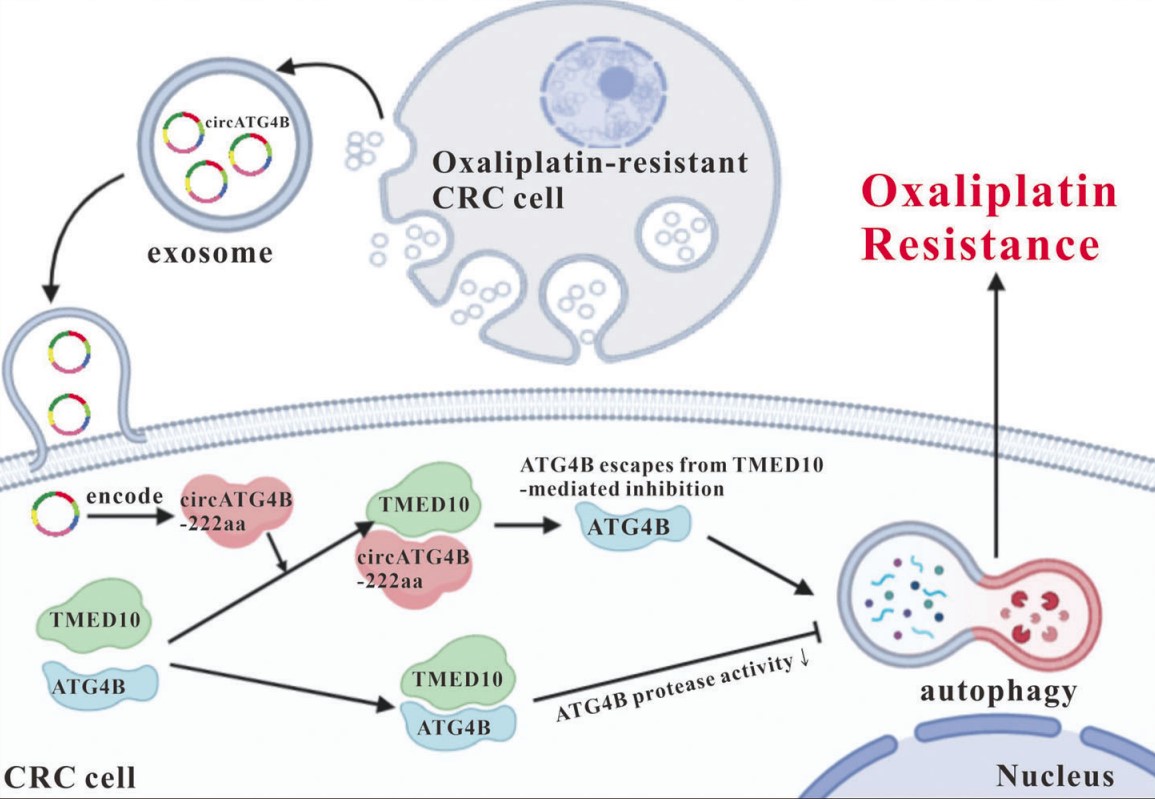 circATG4B
exosome
Oxaliplatin-resistant
CRC cell
Oxaliplatin
Resistance
encode
circATG4B
-222aa
TMED10
circATG4B
-222aa
ATG4B escapes from TMED10
-mediated inhibition
ATG4B
TMED10
ATG4B
TMED10
ATG4B
ATG4B protease activity ↓
autophagy
CRC cell
Nucleus